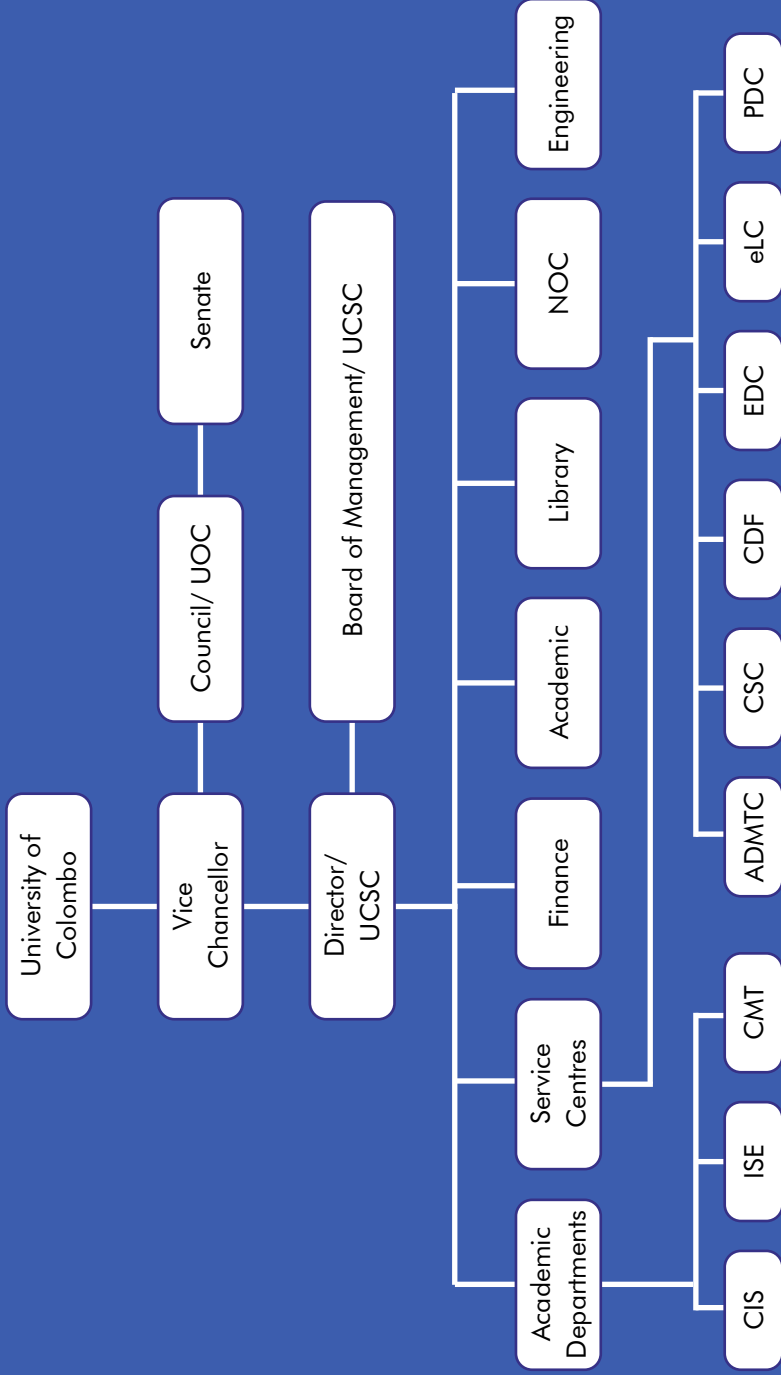 University of
Colombo
Vice
Chancellor
Council/ UOC
Senate
Director/
UCSC
Board of Management/ UCSC
Academic
Departments
Service
Centres
Finance
Academic
Library
NOC
Engineering
CIS
ISE
CMT
ADMTC
CSC
CDF
EDC
eLC
PDC